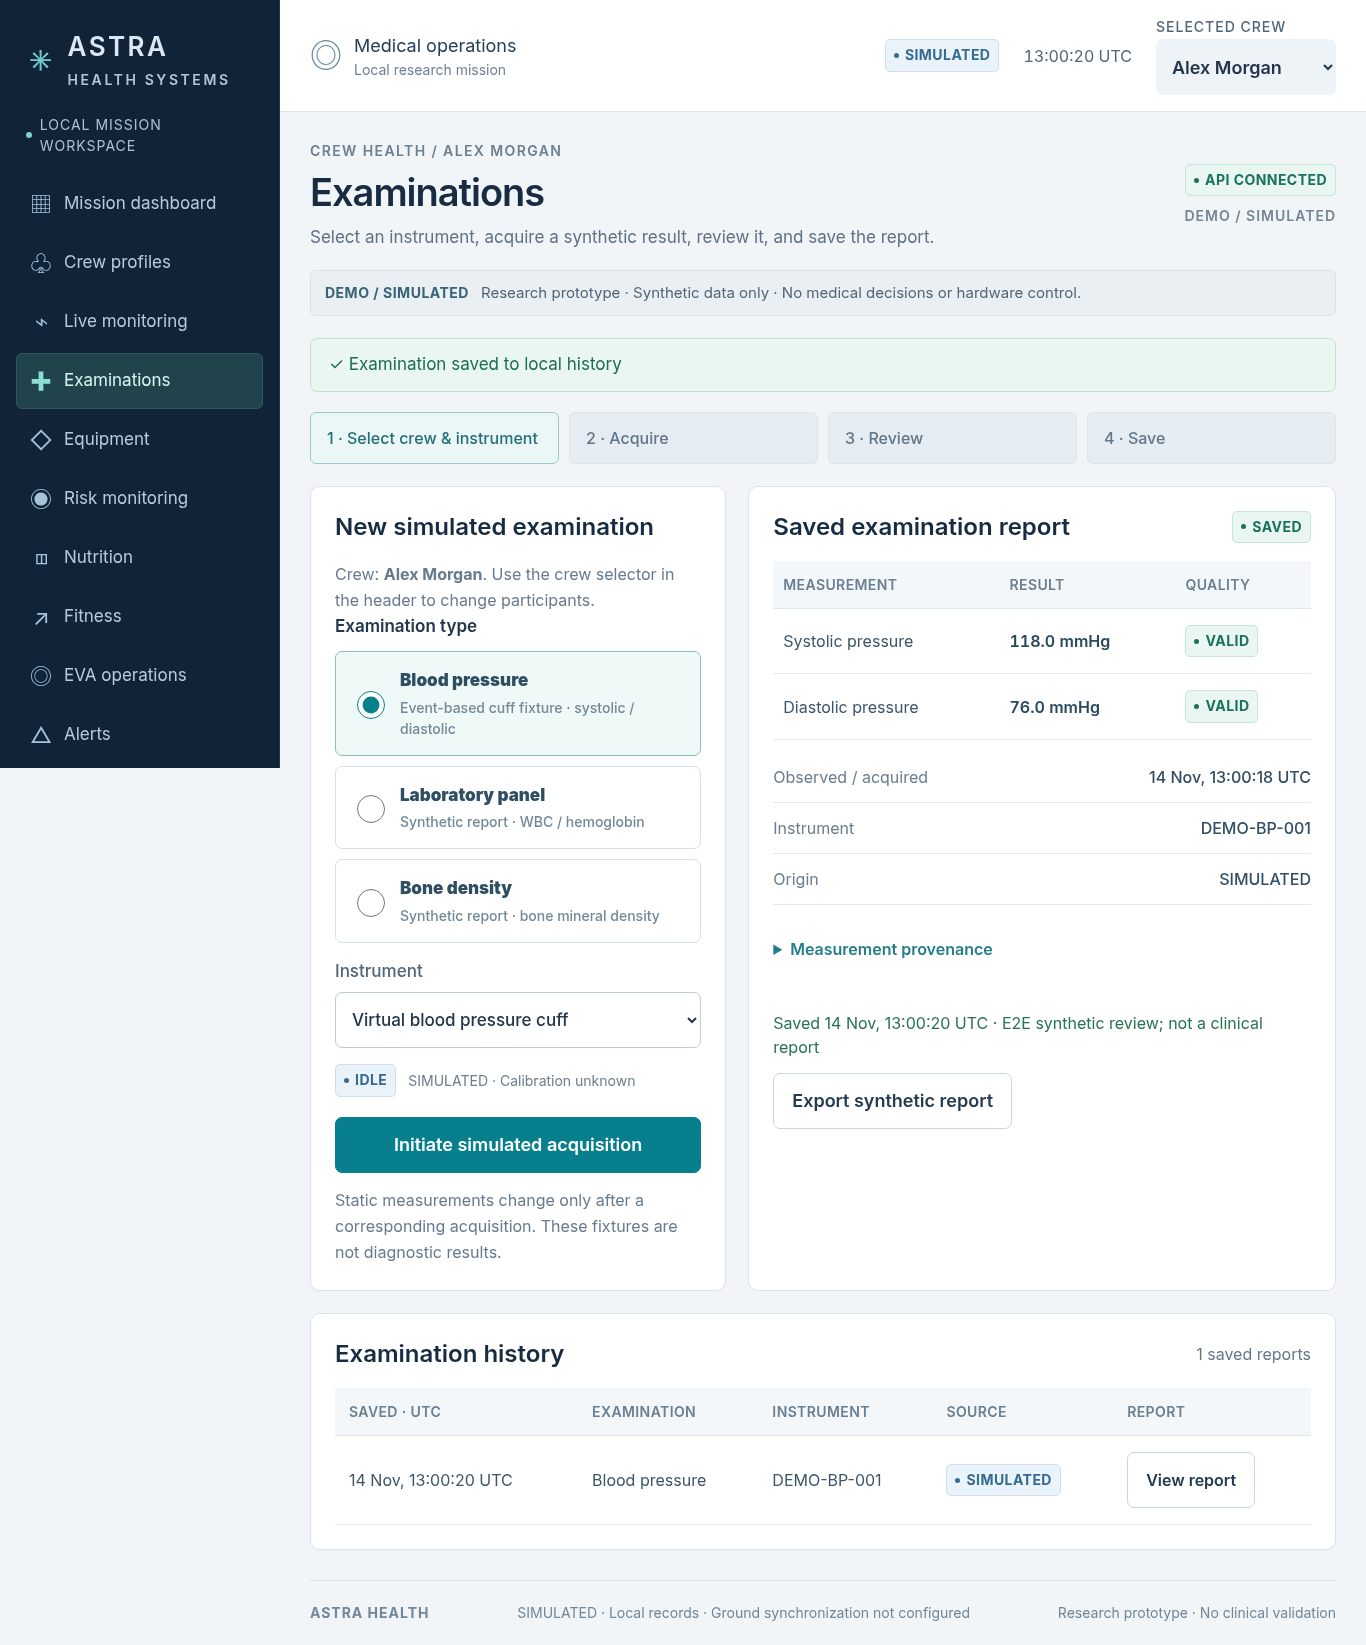 ASTRA
HEALTH SYSTEMS
LOCAL MISSION
WORKSPACE
Mission dashboard
Crew profiles
Live monitoring
Examinations
Equipment
Risk monitoring
Nutrition
Fitness
EVA operations
Alerts
Medical operations
Local research mission
SIMULATED
13:00:20 UTC
SELECTED CREW
Alex Morgan
CREW HEALTH / ALEX MORGAN
Examinations
Select an instrument, acquire a synthetic result, review it, and save the report.
API CONNECTED
DEMO / SIMULATED
DEMO / SIMULATED Research prototype · Synthetic data only · No medical decisions or hardware control.
✓ Examination saved to local history
1 · Select crew & instrument
2 · Acquire
3 · Review
4 · Save
New simulated examination
Crew: Alex Morgan. Use the crew selector in
the header to change participants.
Examination type
Blood pressure
Event-based cuff fixture · systolic /
diastolic
Laboratory panel
Synthetic report · WBC / hemoglobin
Bone density
Synthetic report · bone mineral density
Instrument
Virtual blood pressure cuff
IDLE SIMULATED · Calibration unknown
Initiate simulated acquisition
Static measurements change only after a
corresponding acquisition. These fixtures are
not diagnostic results.
Saved examination report
SAVED
MEASUREMENT RESULT QUALITY
Systolic pressure 118.0 mmHg VALID
Diastolic pressure 76.0 mmHg VALID
Observed / acquired 14 Nov, 13:00:18 UTC
Instrument DEMO-BP-001
Origin SIMULATED
Measurement provenance
Saved 14 Nov, 13:00:20 UTC · E2E synthetic review; not a clinical
report
Export synthetic report
Examination history
1 saved reports
SAVED · UTC EXAMINATION INSTRUMENT SOURCE REPORT
14 Nov, 13:00:20 UTC Blood pressure DEMO-BP-001 SIMULATED View report
ASTRA HEALTH SIMULATED · Local records · Ground synchronization not configured Research prototype · No clinical validation